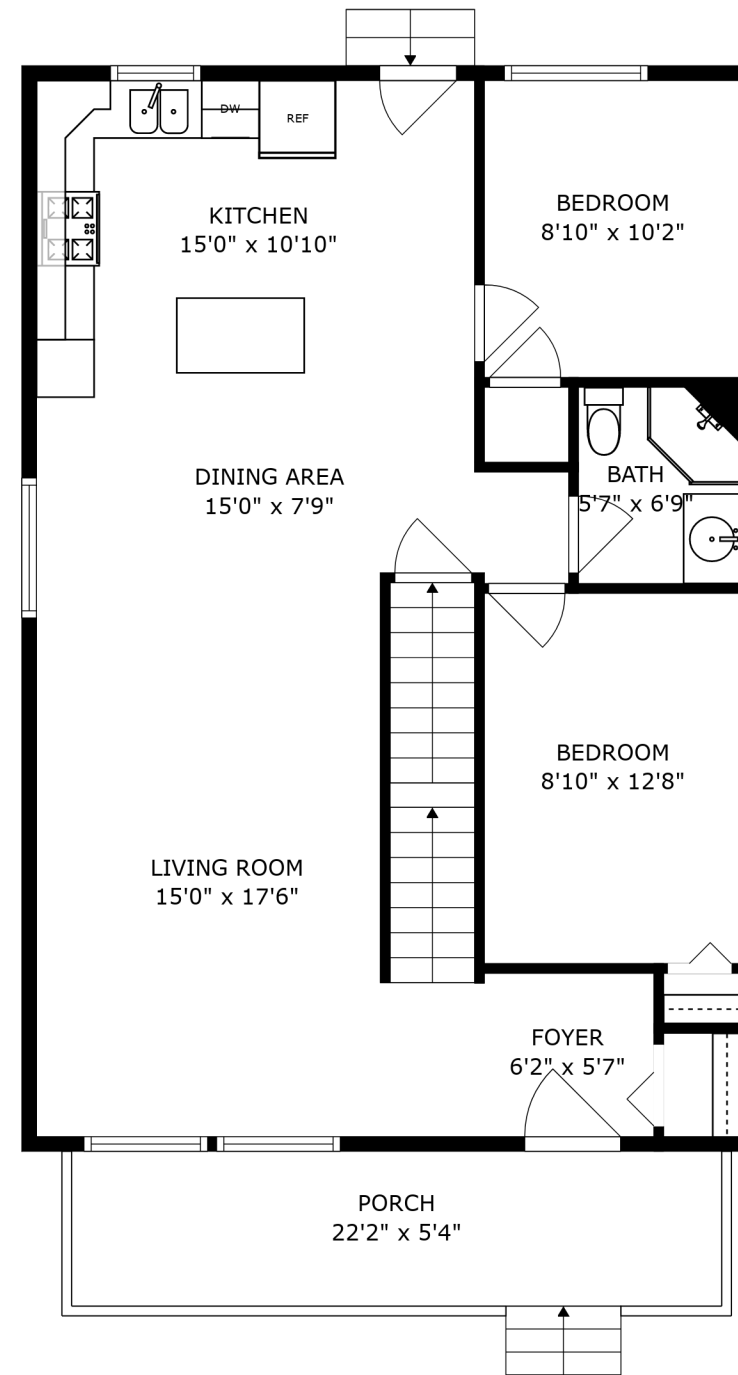 DW
REF
KITCHEN
15'0" x 10'10"
BEDROOM
8'10" x 10'2"
DINING AREA
15'0" x 7'9"
BATH
5'7" x 6'9"
BEDROOM
8'10" x 12'8"
LIVING ROOM
15'0" x 17'6"
FOYER
6'2" x 5'7"
PORCH
22'2" x 5'4"